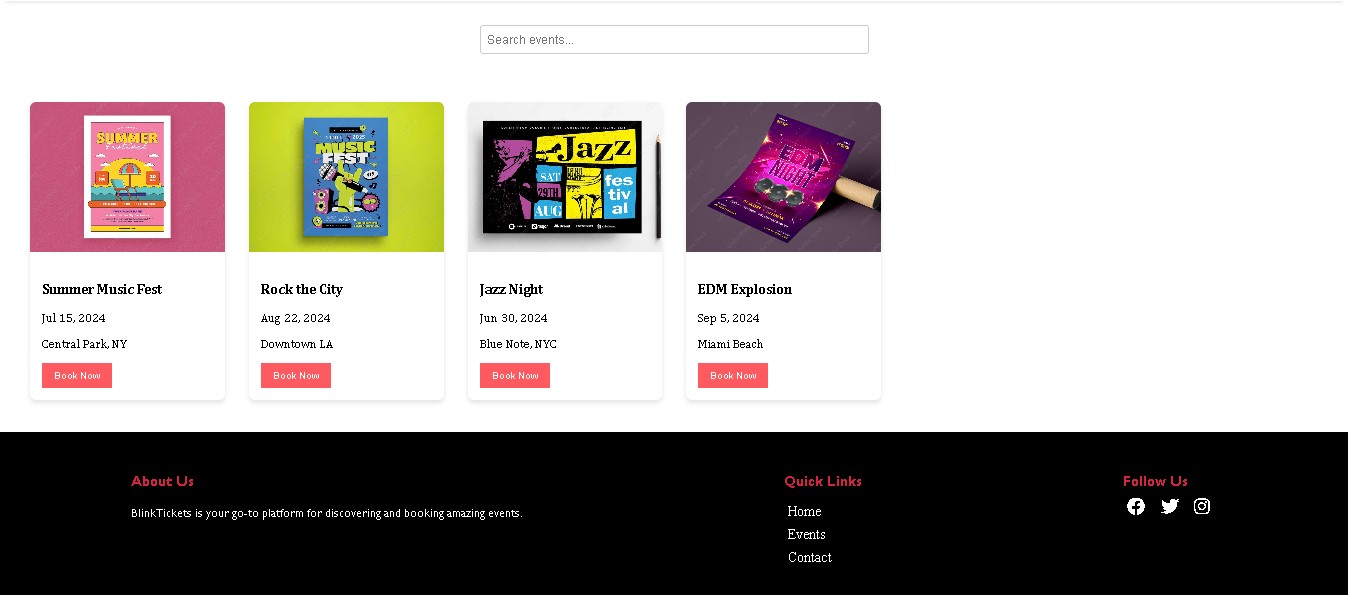 Search events...
SUMMER
MUSIC
FEST
Jazz
SAT
29TH
AUG
fes
tiv
al
EDM
NIGHT
Summer Music Fest
Jul 15, 2024
Central Park, NY
Book Now
Rock the City
Aug 22, 2024
Downtown LA
Book Now
Jazz Night
Jun 30, 2024
Blue Note, NYC
Book Now
EDM Explosion
Sep 5, 2024
Miami Beach
Book Now
About Us
BlinkTickets is your go-to platform for discovering and booking amazing events.
Quick Links
Home
Events
Contact
Follow Us